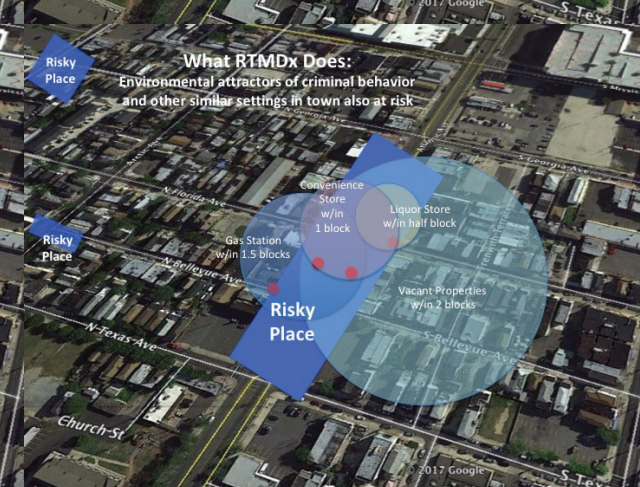 © 2017 Google
S Texas
Risky
Place
What RTMDx Does:
Environmental attractors of criminal behavior
and other similar settings in town also at risk
N Georgia Ave
S Georgia Ave
N Florida Ave
Convenience
Store
w/in
1 block
Liquor Store
w/in half block
Gas Station
w/in 1.5 blocks
Risky
Place
N Bellevue Ave
Vacant Properties
w/in 2 blocks
Risky
Place
S Bellevue Ave
N Texas Ave
Church St
© 2017 Google
S Tex